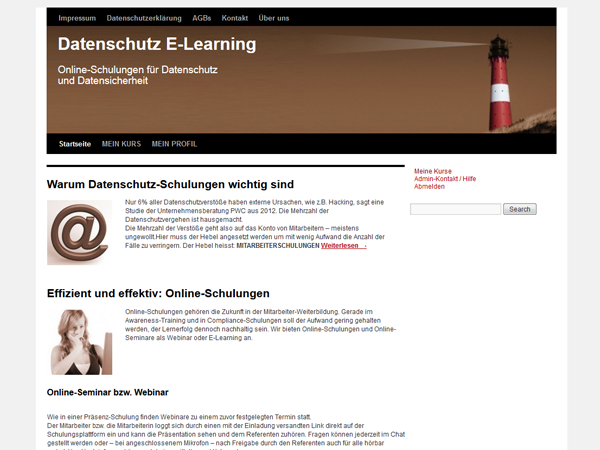 Impressum Datenschutzerklärung AGBs Kontakt Über uns
Datenschutz E-Learning
Online-Schulungen für Datenschutz
und Datensicherheit
Startseite MEIN KURS MEIN PROFIL
Meine Kurse
Admin-Kontakt / Hilfe
Abmelden
Search
Warum Datenschutz-Schulungen wichtig sind
Nur 6% aller Datenschutzverstöße haben externe Ursachen, wie z.B. Hacking, sagt eine
Studie der Unternehmensberatung PWC aus 2012. Die Mehrzahl der
Datenschutzvergehen ist hausgemacht.
Die Mehrzahl der Verstöße geht also auf das Konto von Mitarbeitern – meistens
ungewollt.Hier muss der Hebel angesetzt werden um mit wenig Aufwand die Anzahl der
Fälle zu verringern. Der Hebel heisst: MITARBEITERSCHULUNGEN Weiterlesen →
Effizient und effektiv: Online-Schulungen
Online-Schulungen gehören die Zukunft in der Mitarbeiter-Weiterbildung. Gerade im
Awareness-Training und in Compliance-Schulungen soll der Aufwand gering gehalten
werden, der Lernerfolg dennoch nachhaltig sein. Wir bieten Online-Schulungen und Online-
Seminare als Webinar oder E-Learning an.
Online-Seminar bzw. Webinar
Wie in einer Präsenz-Schulung finden Webinare zu einem zuvor festgelegten Termin statt.
Der Mitarbeiter bzw. die Mitarbeiterin loggt sich durch einen mit der Einladung versandten Link direkt auf der
Schulungsplattform ein und kann die Präsentation sehen und dem Referenten zuhören. Fragen können jederzeit im Chat
gestellt werden oder – bei angeschlossenem Mikrofon – nach Freigabe durch den Referenten auch für alle hörbar